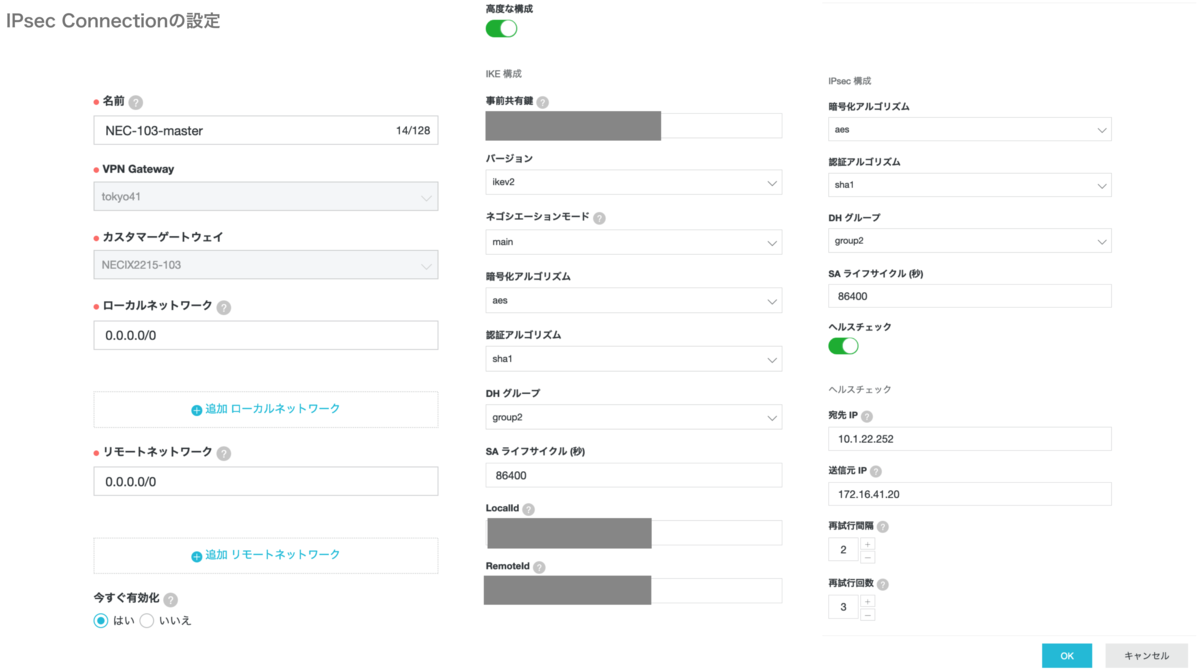 IPsec Connectionの設定
名前 ?
NEC-103-master 14/128
VPN Gateway
tokyo41
カスタマーゲートウェイ
NECIX2215-103
ローカルネットワーク ?
0.0.0.0/0
追加 ローカルネットワーク
リモートネットワーク ?
0.0.0.0/0
追加 リモートネットワーク
今すぐ有効化 ?
はい いいえ
高度な構成
IKE 構成
事前共有鍵 ?
バージョン
ikev2
ネゴシエーションモード ?
main
暗号化アルゴリズム
aes
認証アルゴリズム
sha1
DH グループ
group2
SA ライフサイクル (秒)
86400
LocalId ?
RemoteId ?
IPsec 構成
暗号化アルゴリズム
aes
認証アルゴリズム
sha1
DH グループ
group2
SA ライフサイクル (秒)
86400
ヘルスチェック
ヘルスチェック
宛先 IP ?
10.1.22.252
送信元 IP ?
172.16.41.20
再試行間隔 ?
2
再試行回数 ?
3
OK キャンセル